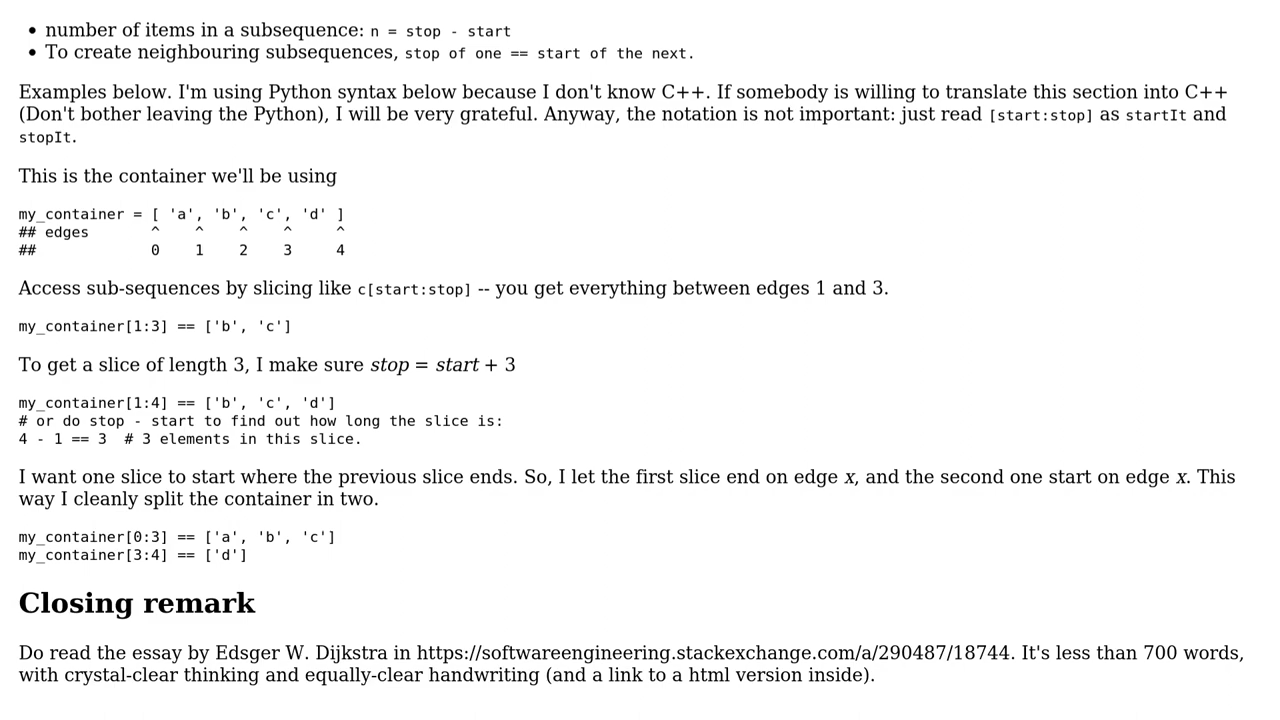 • number of items in a subsequence: n = stop - start
• To create neighbouring subsequences, stop of one == start of the next.
Examples below. I'm using Python syntax below because I don't know C++. If somebody is willing to translate this section into C++
(Don't bother leaving the Python), I will be very grateful. Anyway, the notation is not important: just read [start:stop] as startIt and
stopIt.
This is the container we'll be using
my_container = [ 'a', 'b', 'c', 'd' ]
## edges       ^    ^    ^    ^     ^
##             0    1    2    3     4
Access sub-sequences by slicing like c[start:stop] -- you get everything between edges 1 and 3.
my_container[1:3] == ['b', 'c']
To get a slice of length 3, I make sure stop = start + 3
my_container[1:4] == ['b', 'c', 'd']
# or do stop - start to find out how long the slice is:
4 - 1 == 3  # 3 elements in this slice.
I want one slice to start where the previous slice ends. So, I let the first slice end on edge x, and the second one start on edge x. This
way I cleanly split the container in two.
my_container[0:3] == ['a', 'b', 'c']
my_container[3:4] == ['d']
Closing remark
Do read the essay by Edsger W. Dijkstra in https://softwareengineering.stackexchange.com/a/290487/18744. It's less than 700 words,
with crystal-clear thinking and equally-clear handwriting (and a link to a html version inside).